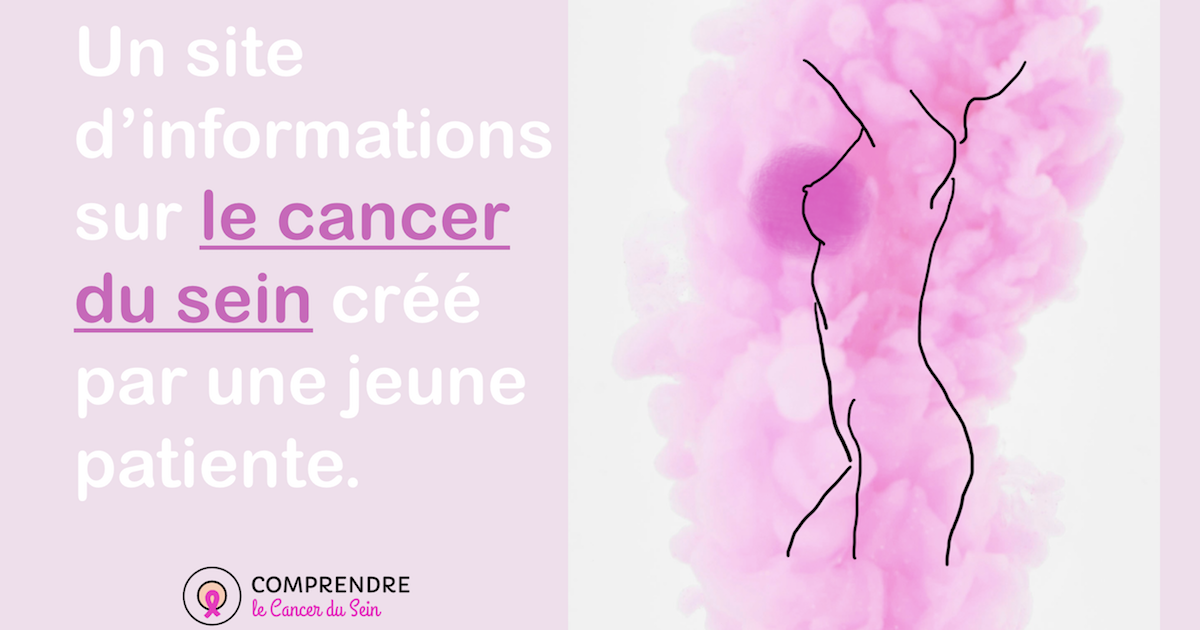 Un site
d’informations
sur le cancer
du sein créé
par une jeune
patiente.
COMPRENDRE
le Cancer du Sein